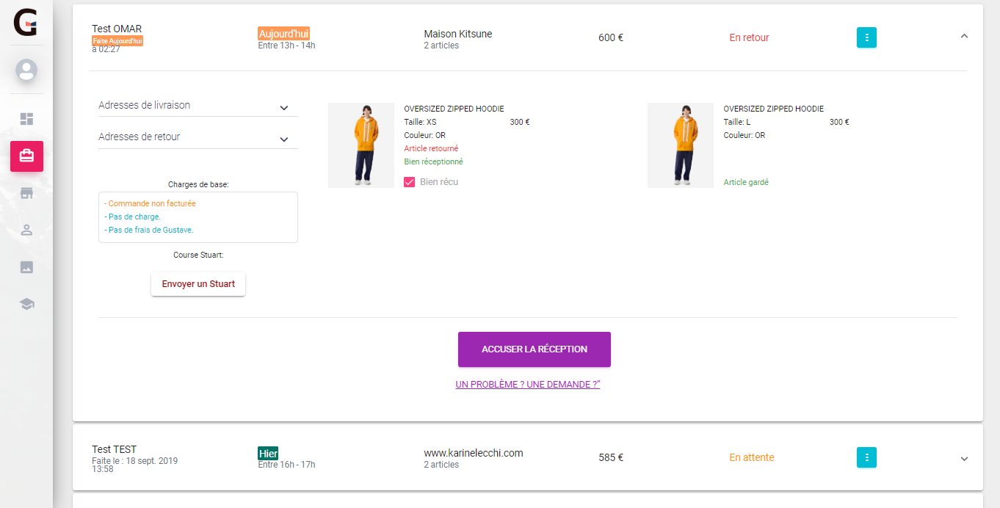 G
Test OMAR
Faite Aujourd'hui
à 02:27
Aujourd'hui
Entre 13h - 14h
Maison Kitsune
2 articles
600 €
En retour
Adresses de livraison
Adresses de retour
Charges de base:
- Commande non facturée
- Pas de charge.
- Pas de frais de Gustave.
Course Stuart:
Envoyer un Stuart
OVERSIZED ZIPPED HOODIE
Taille: XS 300 €
Couleur: OR
Article retourné
Bien réceptionné
Bien récu
OVERSIZED ZIPPED HOODIE
Taille: L 300 €
Couleur: OR
Article gardé
ACCUSER LA RÉCEPTION
UN PROBLÈME ? UNE DEMANDE ?"
Test TEST
Faite le : 18 sept. 2019
13:58
Hier
Entre 16h - 17h
www.karinelecchi.com
2 articles
585 €
En attente